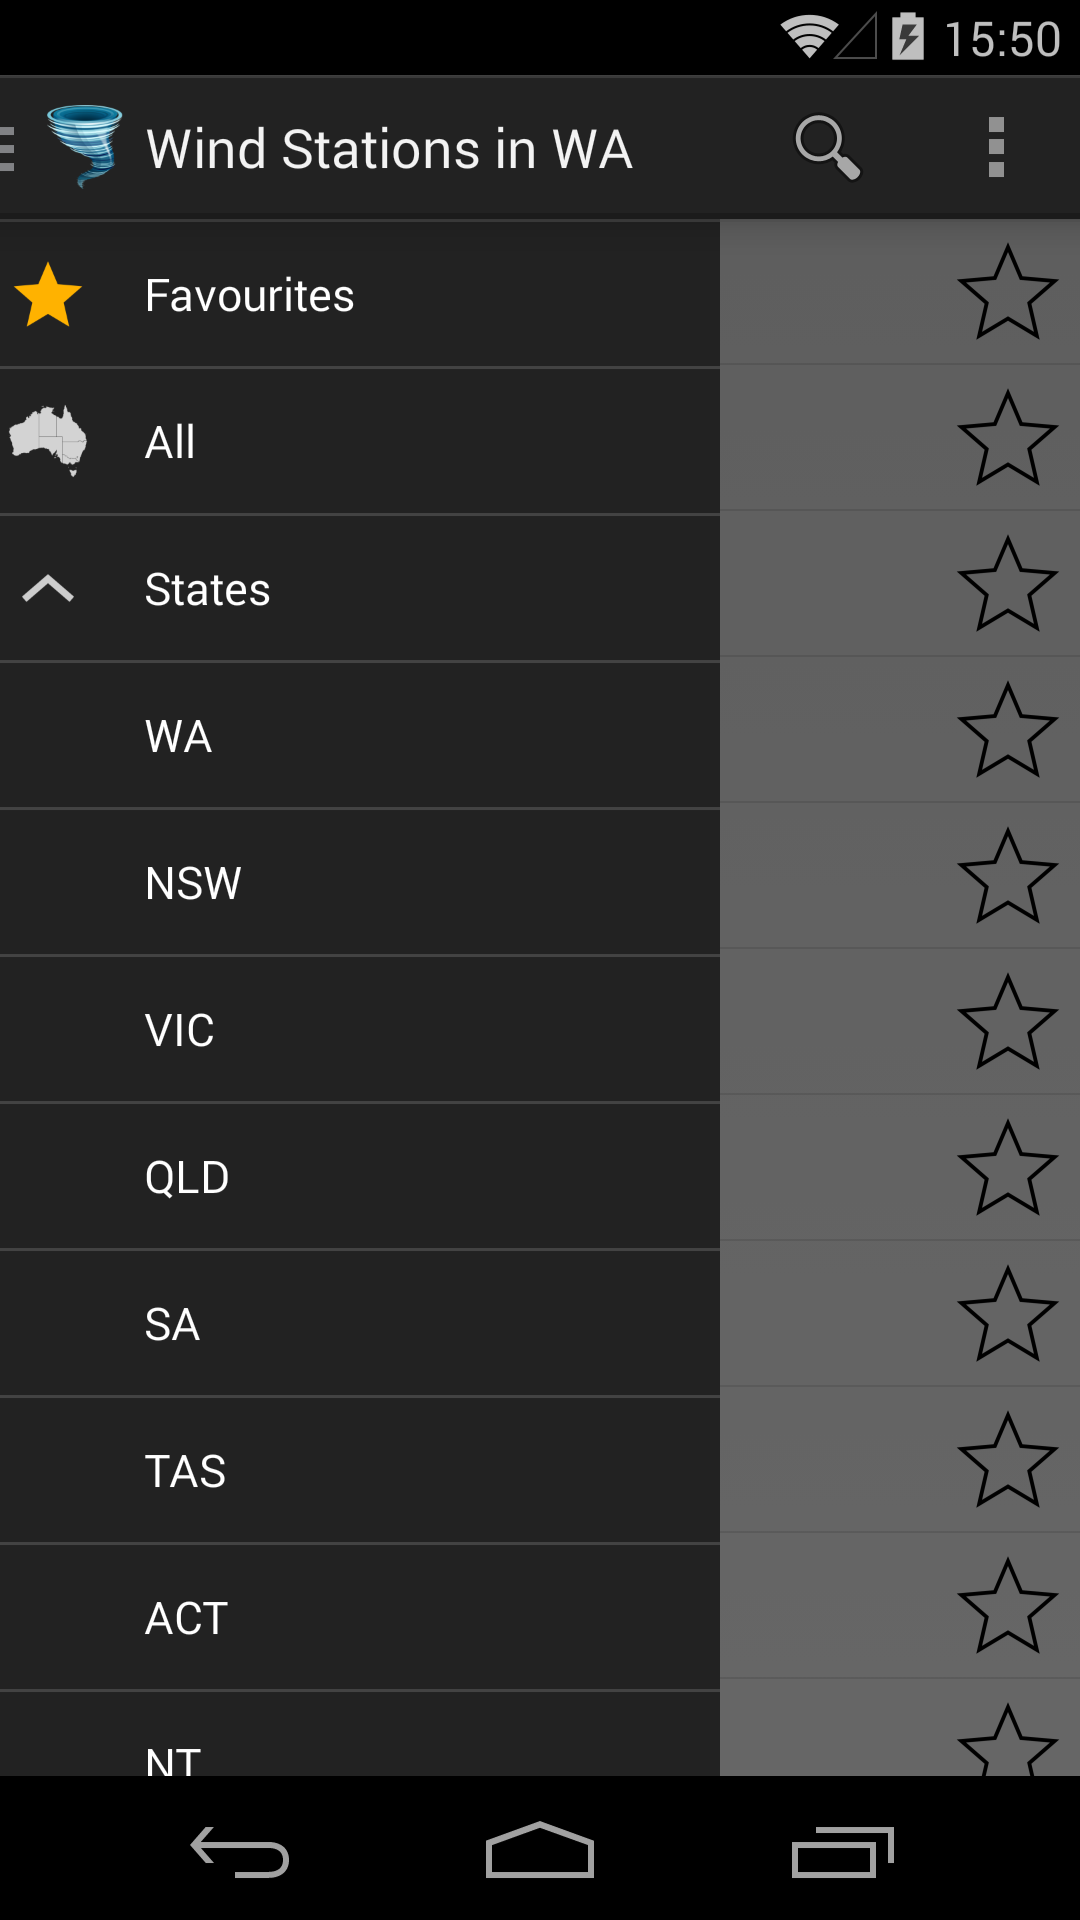 15:50
Wind Stations in WA
Favourites
All
States
WA
NSW
VIC
QLD
SA
TAS
ACT
NT